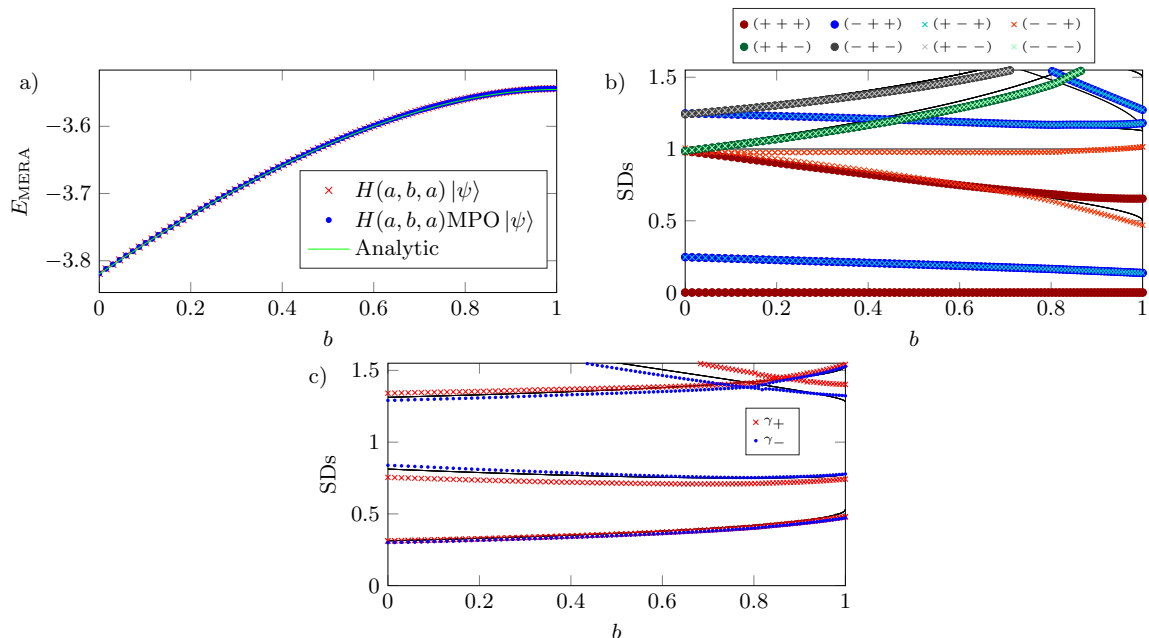 (+ + +) (− + +) (+ − +) (− − +)
(+ + −) (− + −) (+ − −) (− − −)
a)
−3.6
−3.7
−3.8
E_MERA
0 0.2 0.4 0.6 0.8 1
b
H(a, b, a) |ψ⟩
H(a, b, a)MPO |ψ⟩
Analytic
b)
1.5
1
0.5
0
SDs
0 0.2 0.4 0.6 0.8 1
b
c)
1.5
1
0.5
0
SDs
0 0.2 0.4 0.6 0.8 1
b
γ+
γ−